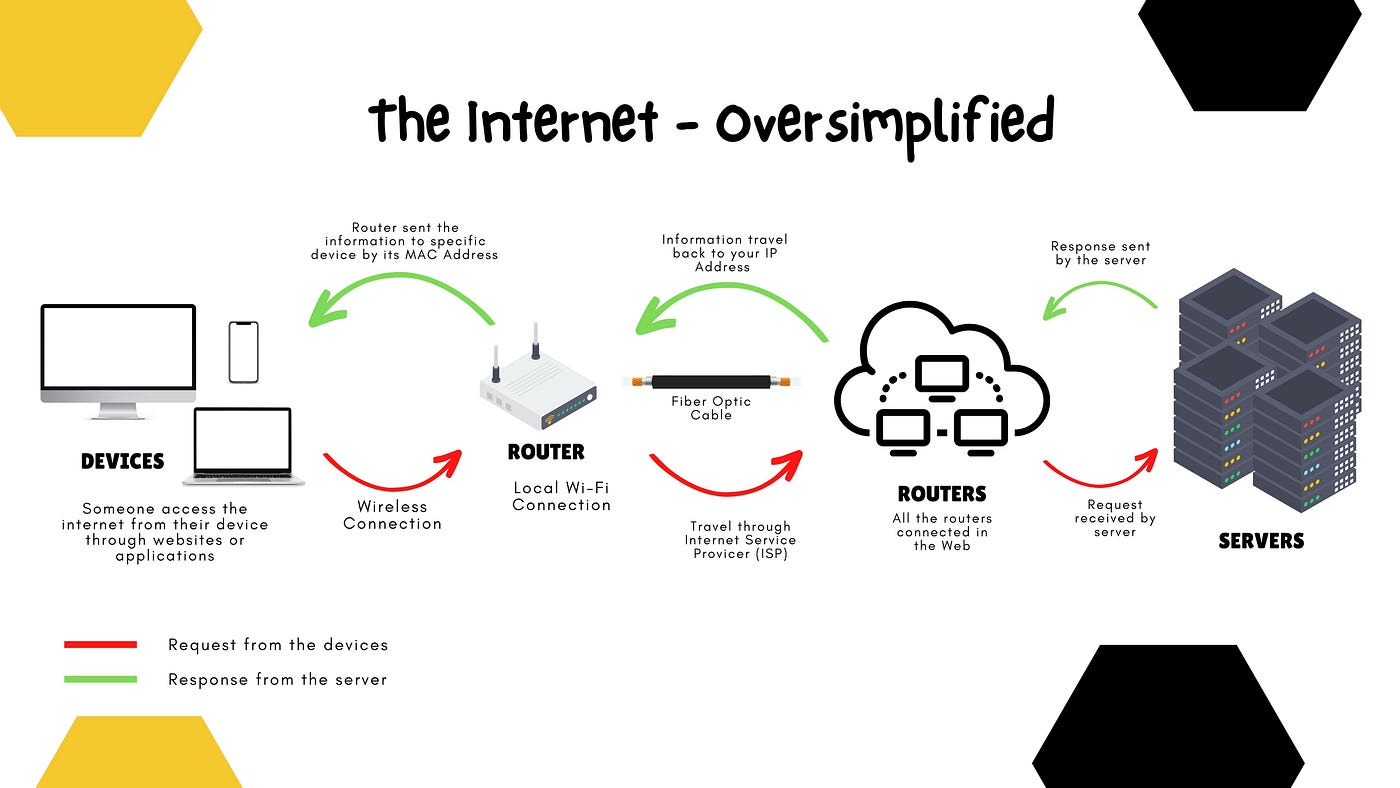 The Internet - Oversimplified
Router sent the
information to specific
device by its MAC Address
Information travel
back to your IP
Address
Response sent
by the server
DEVICES
Someone access the
internet from their device
through websites or
applications
Wireless
Connection
ROUTER
Local Wi-Fi
Connection
Fiber Optic
Cable
Travel through
Internet Service
Provicer (ISP)
ROUTERS
All the routers
connected in
the Web
Request
received by
server
SERVERS
Request from the devices
Response from the server